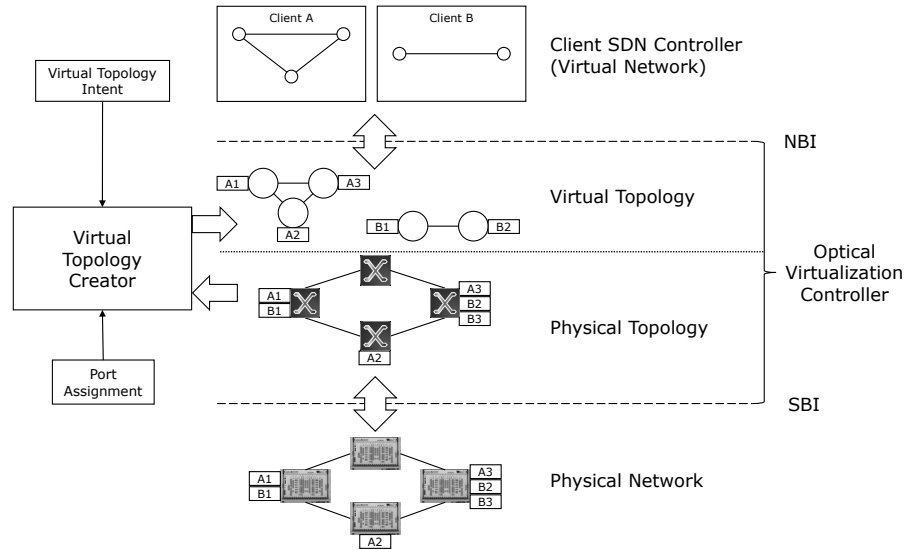 Client A
Client B
Client SDN Controller
(Virtual Network)
Virtual Topology
Intent
NBI
A1
A3
A2
B1
B2
Virtual Topology
Virtual
Topology
Creator
Optical
Virtualization
Controller
A1
B1
A3
B2
B3
A2
Physical Topology
Port
Assignment
SBI
A1
B1
A3
B2
B3
A2
Physical Network